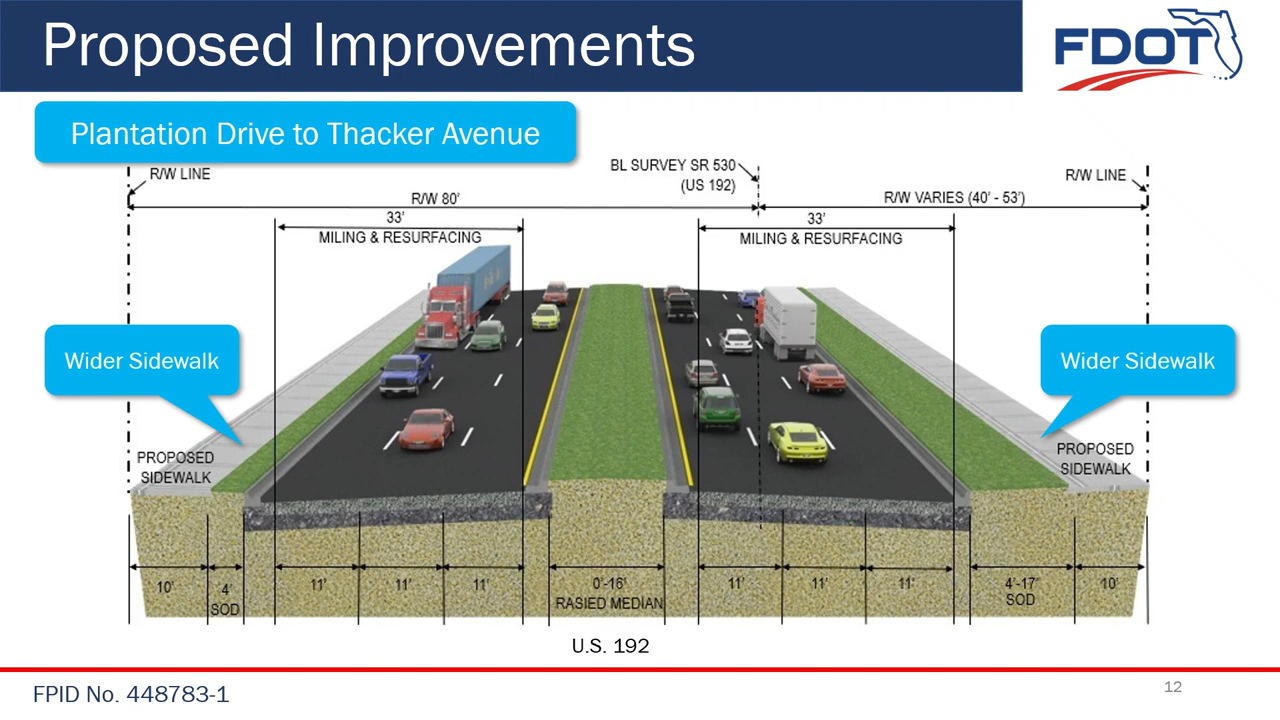 Proposed Improvements
FDOT
Plantation Drive to Thacker Avenue
R/W LINE
BL SURVEY SR 530
(US 192)
R/W LINE
R/W 80'
R/W VARIES (40' - 53')
33'
MILING & RESURFACING
33'
MILING & RESURFACING
Wider Sidewalk
Wider Sidewalk
PROPOSED
SIDEWALK
PROPOSED
SIDEWALK
10'
4'
SOD
11'
11'
11'
0'-16'
RASIED MEDIAN
11'
11'
11'
4'-17'
SOD
10'
U.S. 192
FPID No. 448783-1
12